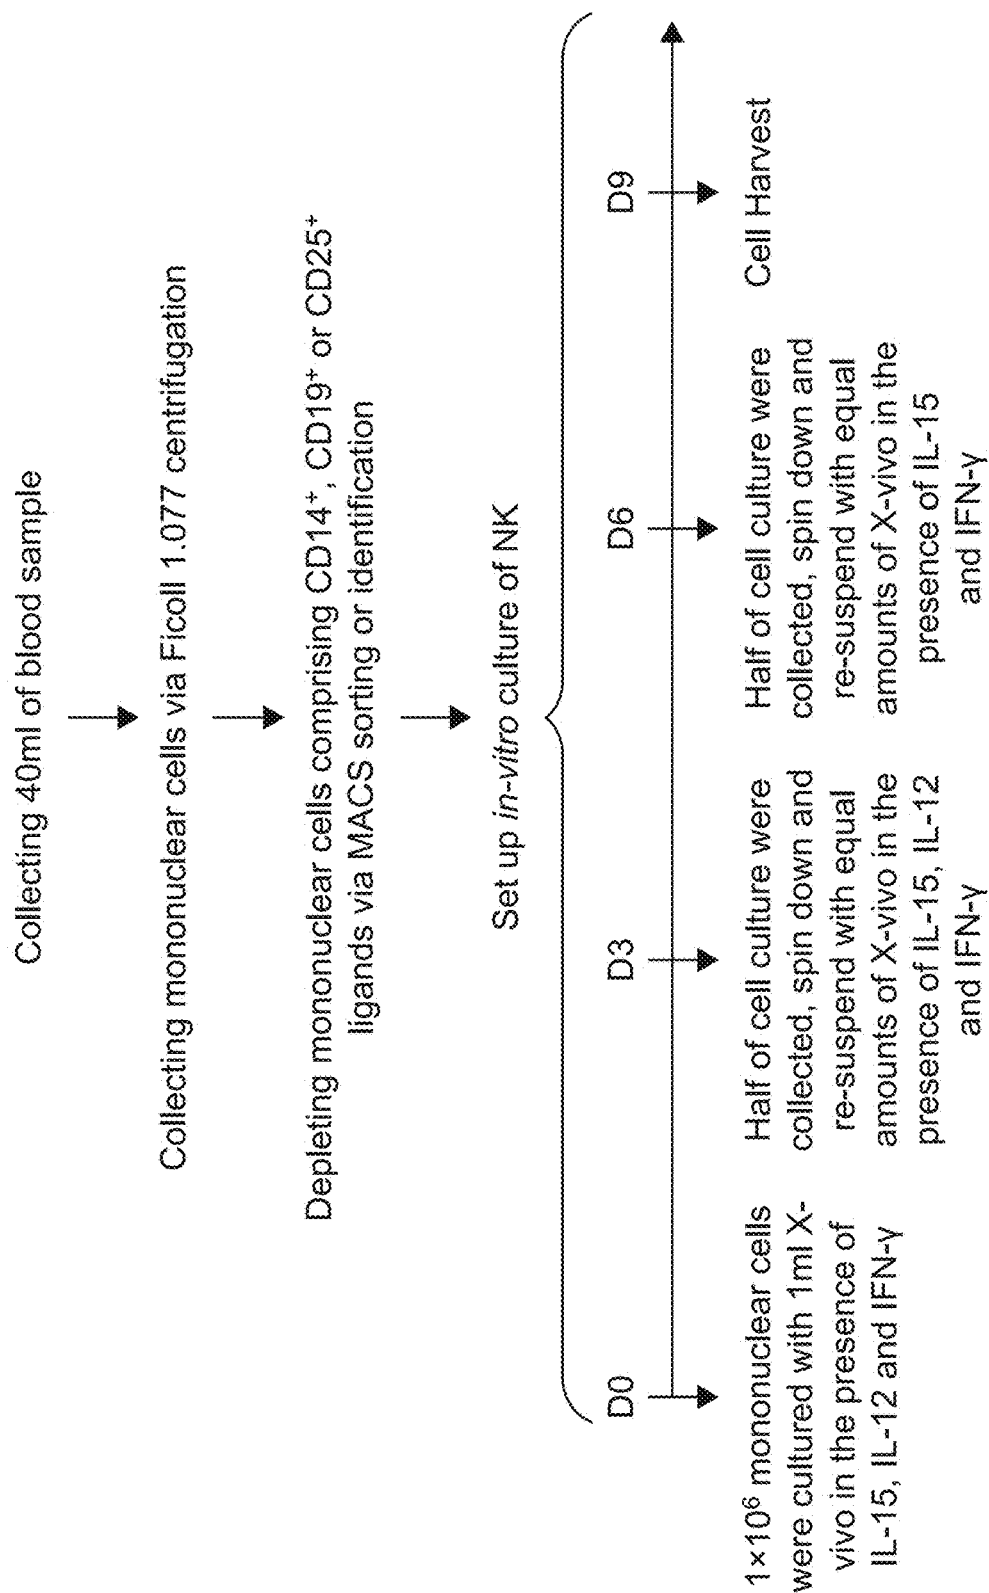 Collecting 40ml of blood sample
Collecting mononuclear cells via Ficoll 1.077 centrifugation
Depleting mononuclear cells comprising CD14⁺, CD19⁺ or CD25⁺
ligands via MACS sorting or identification
Set up in-vitro culture of NK
D0
D3
D6
D9
1×10⁶ mononuclear cells
were cultured with 1ml X-
vivo in the presence of
IL-15, IL-12 and IFN-γ
Half of cell culture were
collected, spin down and
re-suspend with equal
amounts of X-vivo in the
presence of IL-15, IL-12
and IFN-γ
Half of cell culture were
collected, spin down and
re-suspend with equal
amounts of X-vivo in the
presence of IL-15
and IFN-γ
Cell Harvest